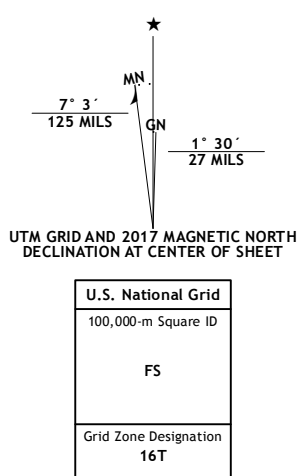 ★
MN
GN
7° 3´
125 MILS
1° 30´
27 MILS
UTM GRID AND 2017 MAGNETIC NORTH
DECLINATION AT CENTER OF SHEET
U.S. National Grid
100,000-m Square ID
FS
Grid Zone Designation
16T